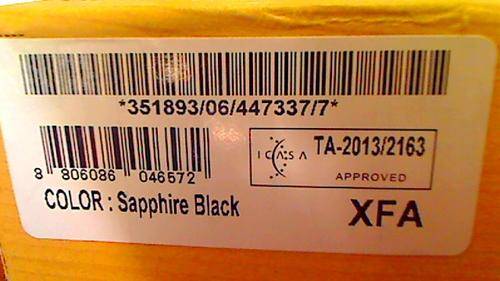 *351893/06/447337/7*
8 806086 046572
ICASA TA-2013/2163
APPROVED
COLOR : Sapphire Black
XFA